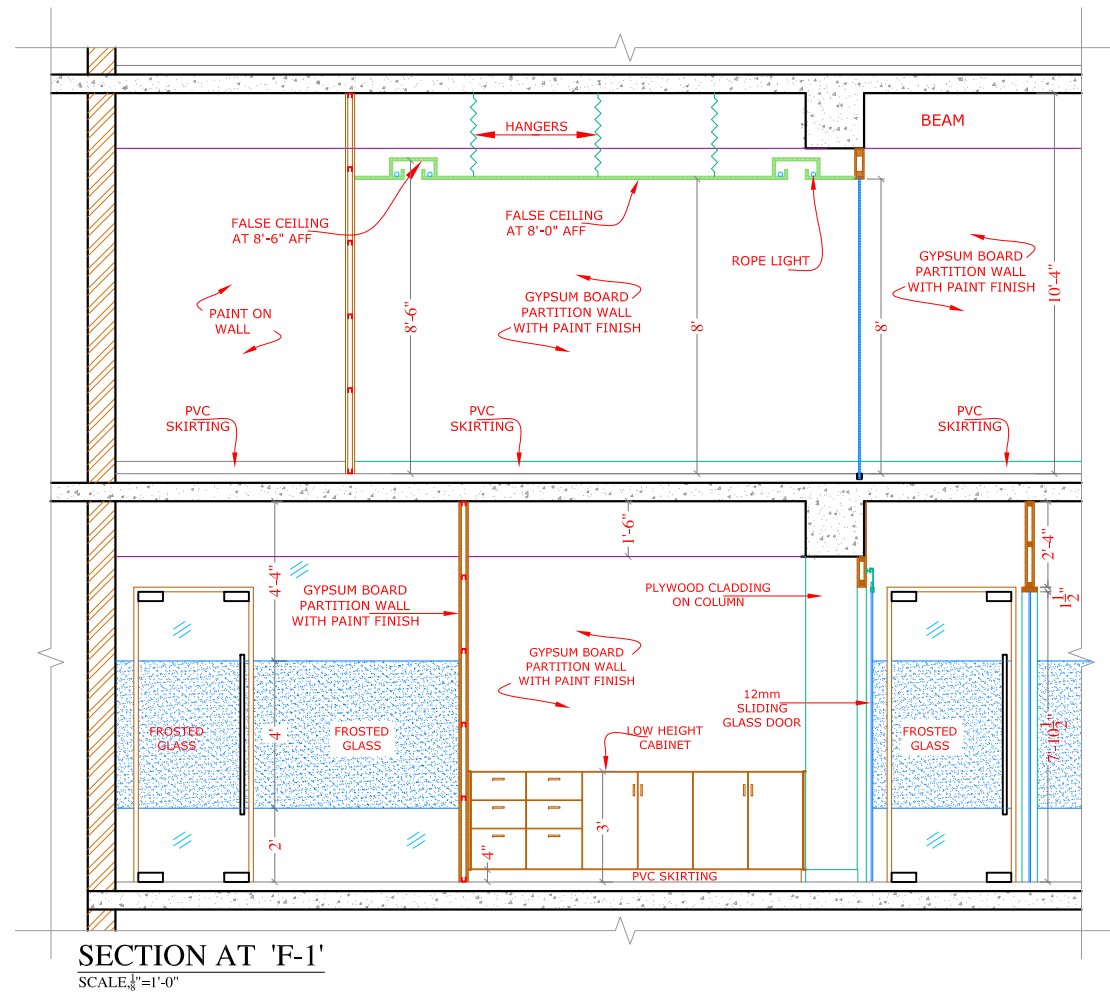 HANGERS
BEAM
FALSE CEILING
AT 8'-6" AFF
FALSE CEILING
AT 8'-0" AFF
ROPE LIGHT
GYPSUM BOARD
PARTITION WALL
WITH PAINT FINISH
PAINT ON
WALL
8'-6"
GYPSUM BOARD
PARTITION WALL
WITH PAINT FINISH
8'
8'
10'-4"
PVC
SKIRTING
PVC
SKIRTING
PVC
SKIRTING
4'-4"
1'-6"
2'-4"
GYPSUM BOARD
PARTITION WALL
WITH PAINT FINISH
PLYWOOD CLADDING
ON COLUMN
1 1/2"
GYPSUM BOARD
PARTITION WALL
WITH PAINT FINISH
12mm
SLIDING
GLASS DOOR
FROSTED
GLASS
4'
FROSTED
GLASS
LOW HEIGHT
CABINET
FROSTED
GLASS
7'-10 1/2"
2'
4"
3'
PVC SKIRTING
SECTION AT 'F-1'
SCALE, 1/8"=1'-0"